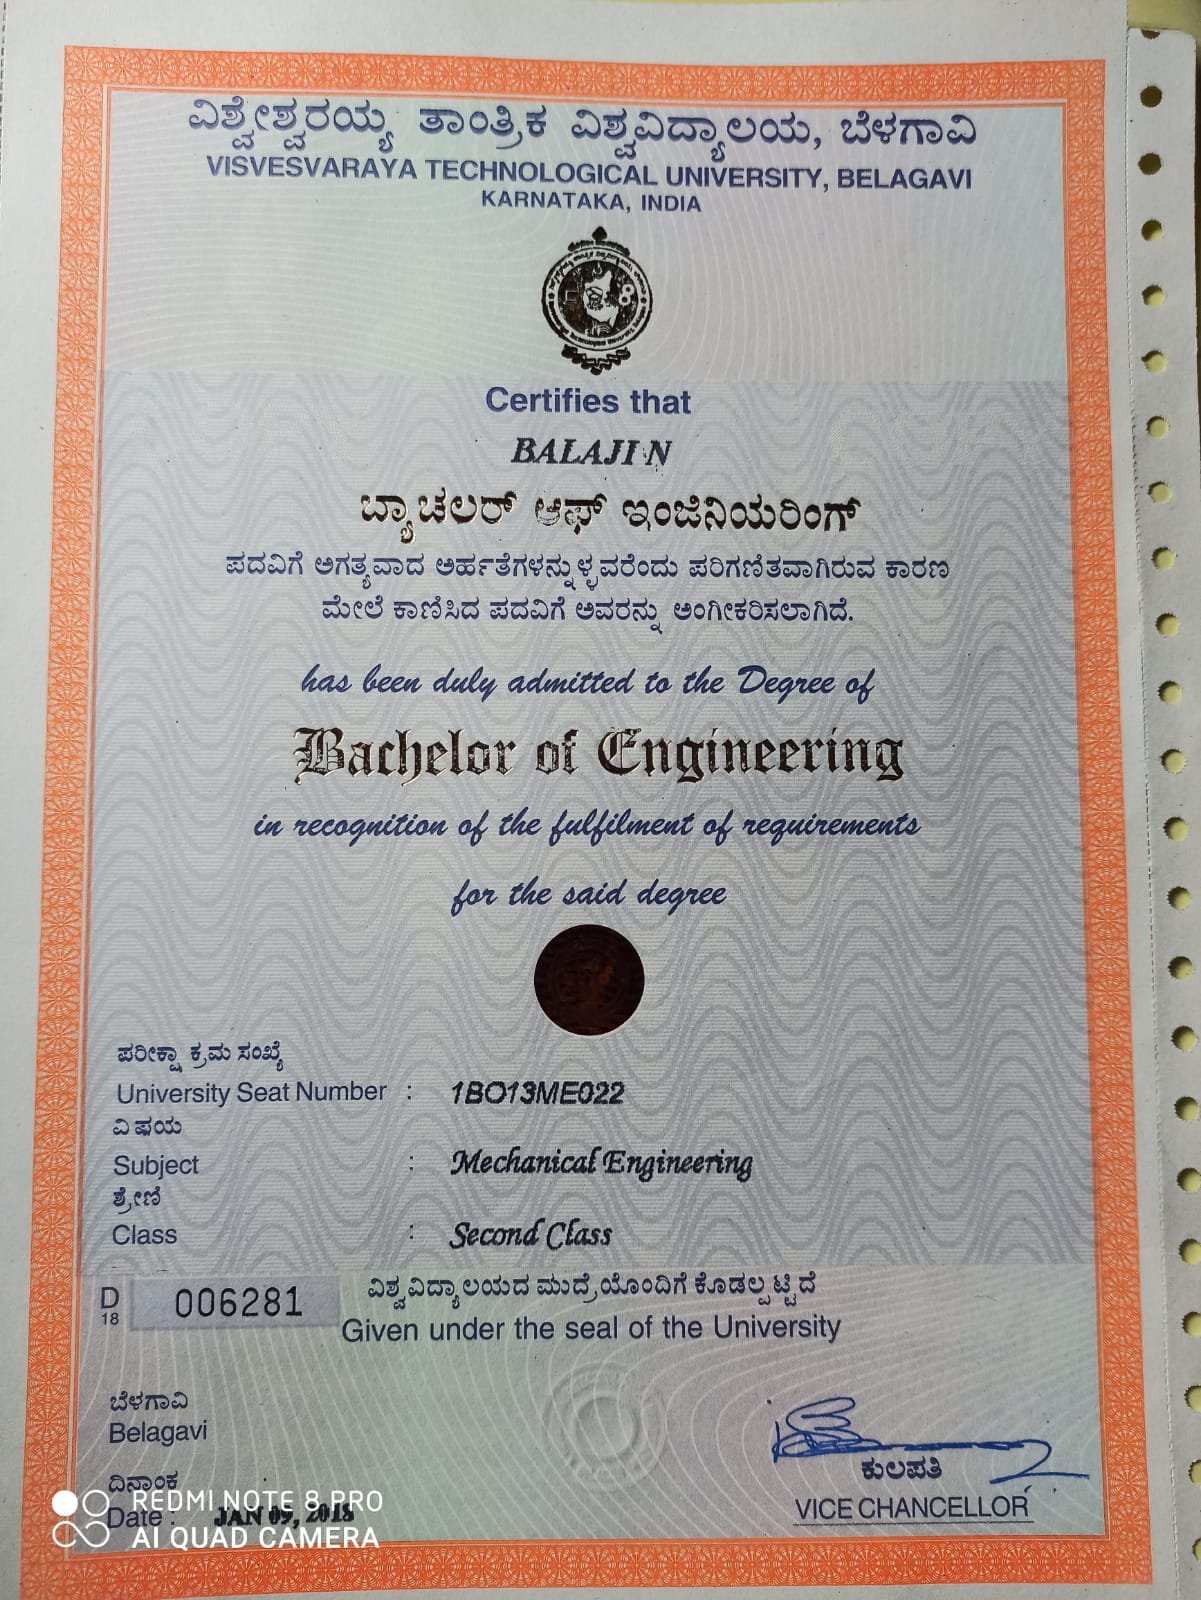 ವಿಶ್ವೇಶ್ವರಯ್ಯ ತಾಂತ್ರಿಕ ವಿಶ್ವವಿದ್ಯಾಲಯ, ಬೆಳಗಾವಿ
VISVESVARAYA TECHNOLOGICAL UNIVERSITY, BELAGAVI
KARNATAKA, INDIA
Certifies that
BALAJI N
ಬ್ಯಾಚಲರ್ ಆಫ್ ಇಂಜಿನಿಯರಿಂಗ್
ಪದವಿಗೆ ಅಗತ್ಯವಾದ ಅರ್ಹತೆಗಳನ್ನುಳ್ಳವರೆಂದು ಪರಿಗಣಿತವಾಗಿರುವ ಕಾರಣ
ಮೇಲೆ ಕಾಣಿಸಿದ ಪದವಿಗೆ ಅವರನ್ನು ಅಂಗೀಕರಿಸಲಾಗಿದೆ.
has been duly admitted to the Degree of
Bachelor of Engineering
in recognition of the fulfilment of requirements
for the said degree
ಪರೀಕ್ಷಾ ಕ್ರಮ ಸಂಖ್ಯೆ
University Seat Number : 1BO13ME022
ವಿಷಯ
Subject : Mechanical Engineering
ಶ್ರೇಣಿ
Class : Second Class
D 18 006281
ವಿಶ್ವವಿದ್ಯಾಲಯದ ಮುದ್ರೆಯೊಂದಿಗೆ ಕೊಡಲ್ಪಟ್ಟಿದೆ
Given under the seal of the University
ಬೆಳಗಾವಿ
Belagavi
ಕುಲಪತಿ
VICE CHANCELLOR
ದಿನಾಂಕ
Date : JAN 09, 2018
REDMI NOTE 8 PRO
AI QUAD CAMERA